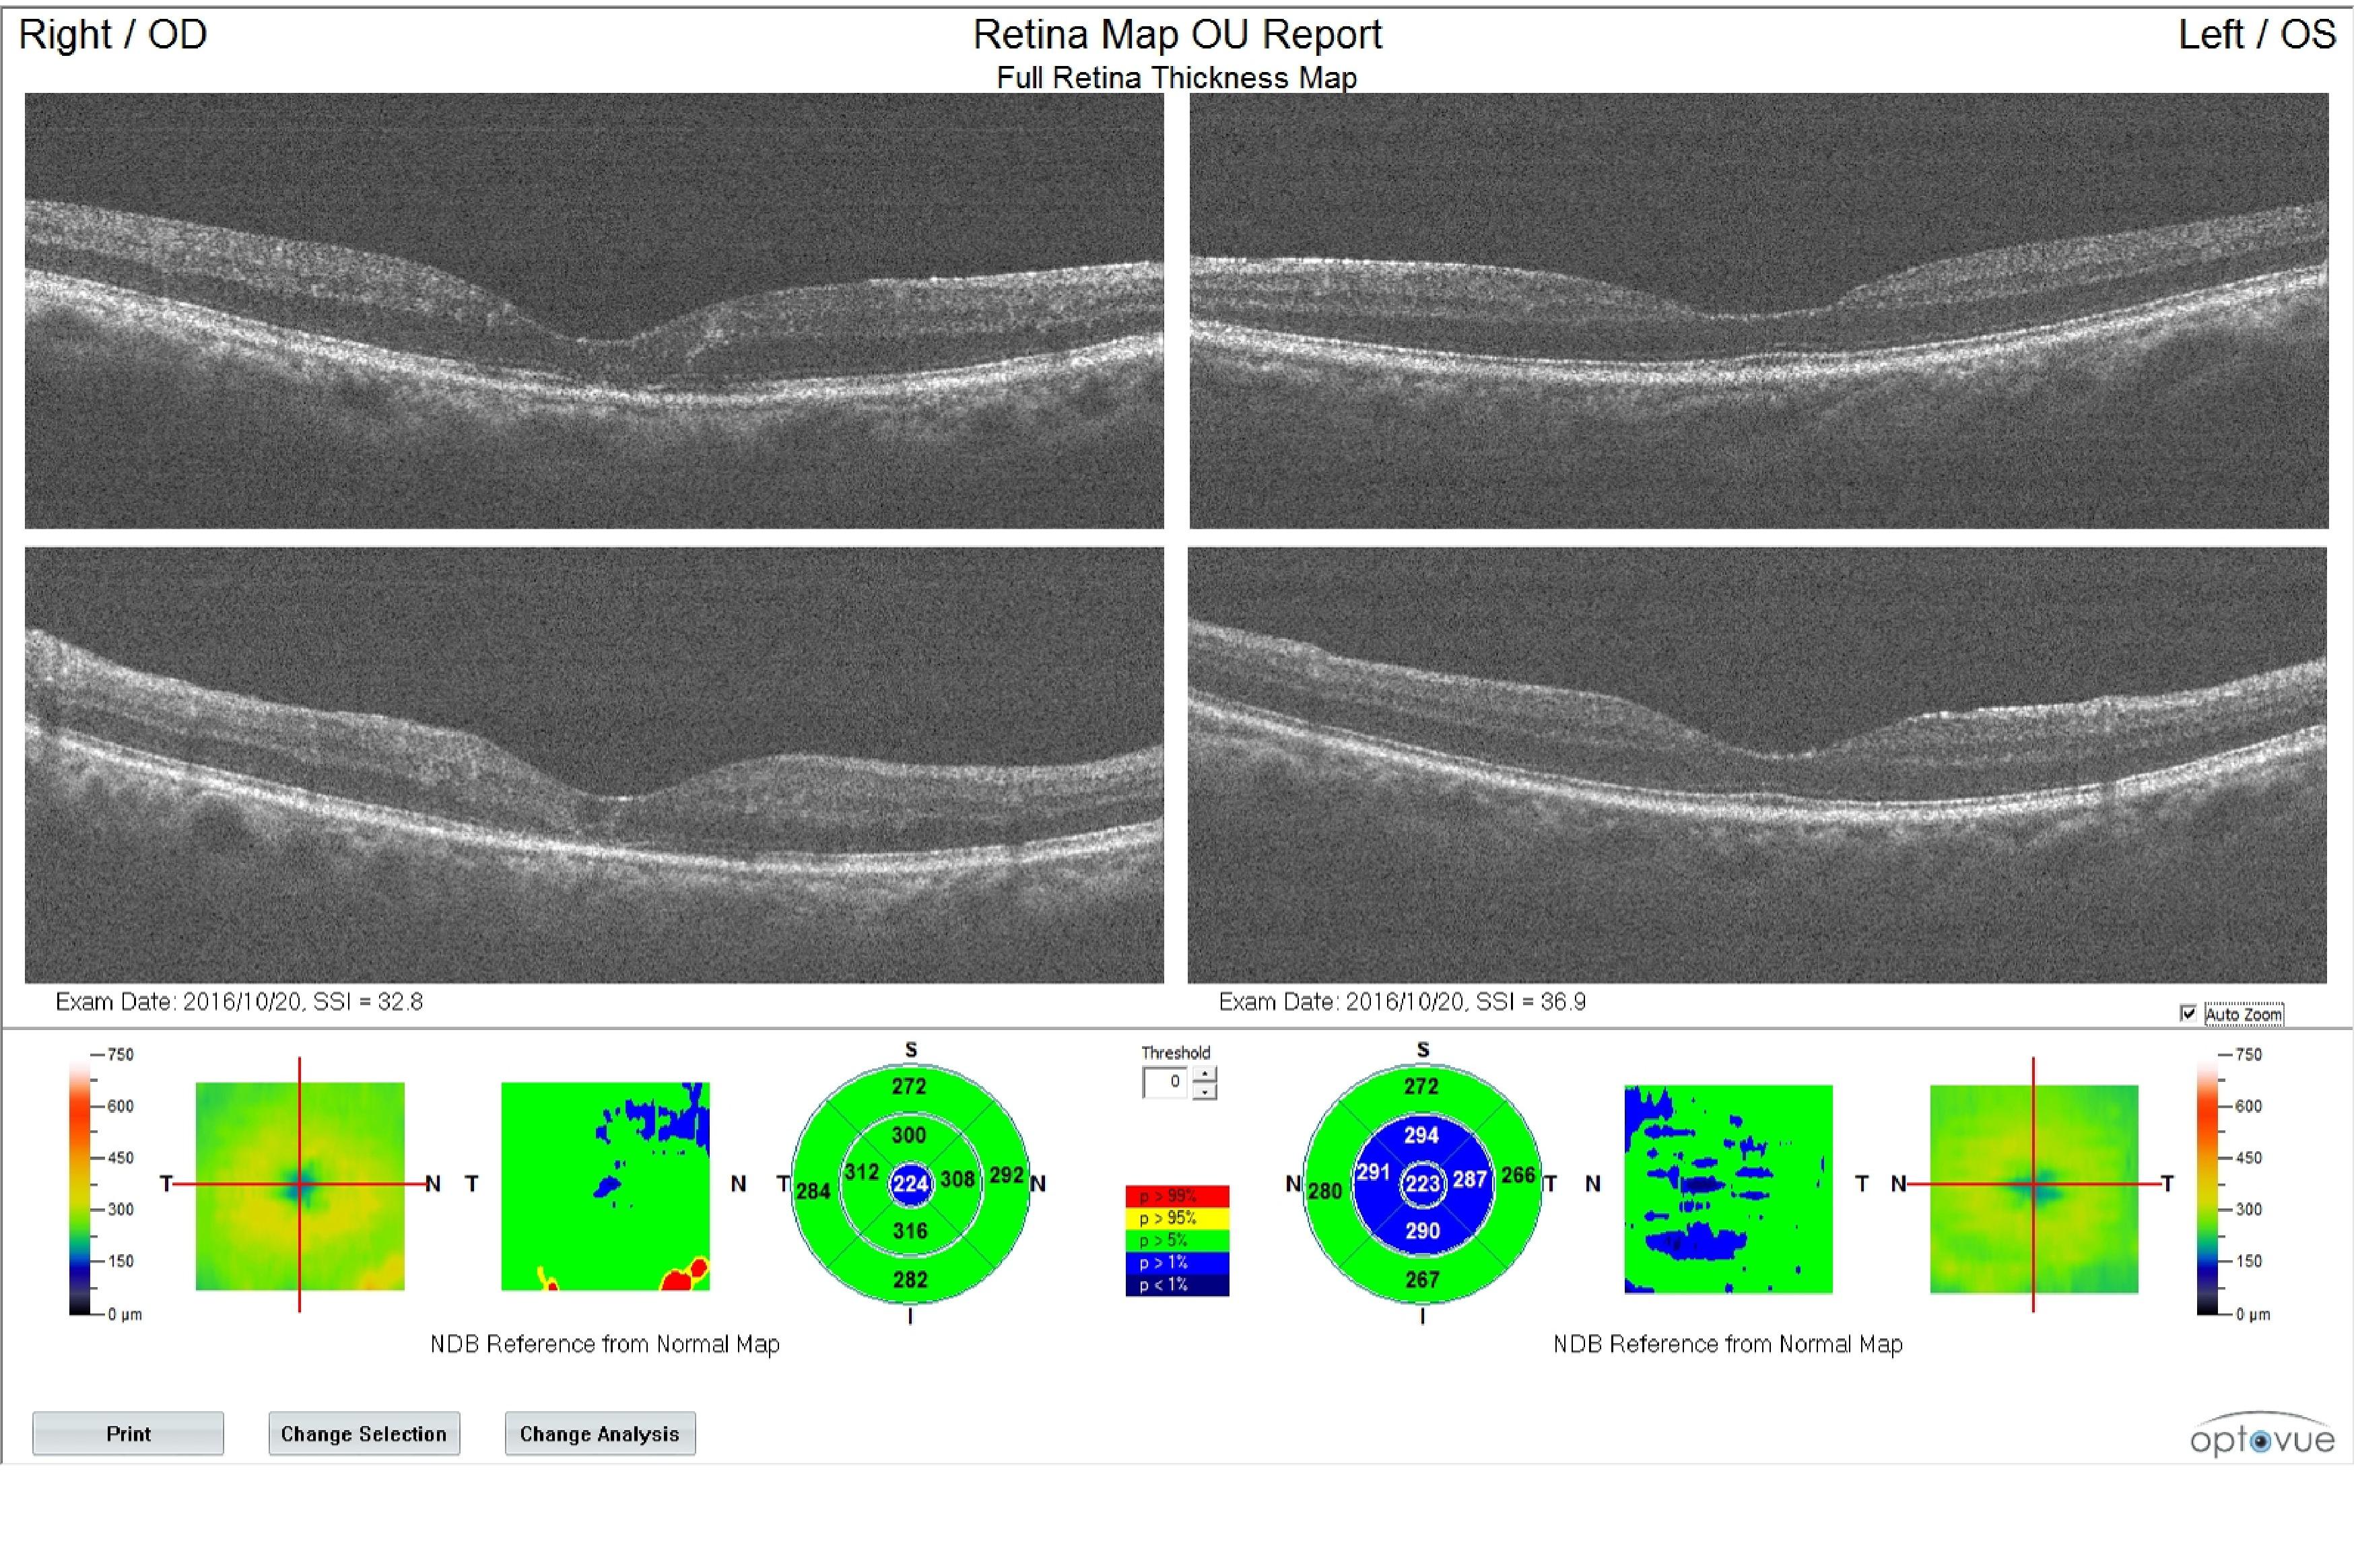 Right / OD
Retina Map OU Report
Left / OS
Full Retina Thickness Map
Exam Date: 2016/10/20, SSI = 32.8
Exam Date: 2016/10/20, SSI = 36.9
Auto Zoom
750
600
450
300
150
0 µm
T
N
T
N
S
272
300
284
312
224
308
292
T
N
316
282
I
NDB Reference from Normal Map
Threshold
0
p > 99%
p > 95%
p > 5%
p > 1%
p < 1%
S
272
294
N
280
291
223
287
266
T
290
267
I
N
T
NDB Reference from Normal Map
N
T
750
600
450
300
150
0 µm
Print
Change Selection
Change Analysis
optovue